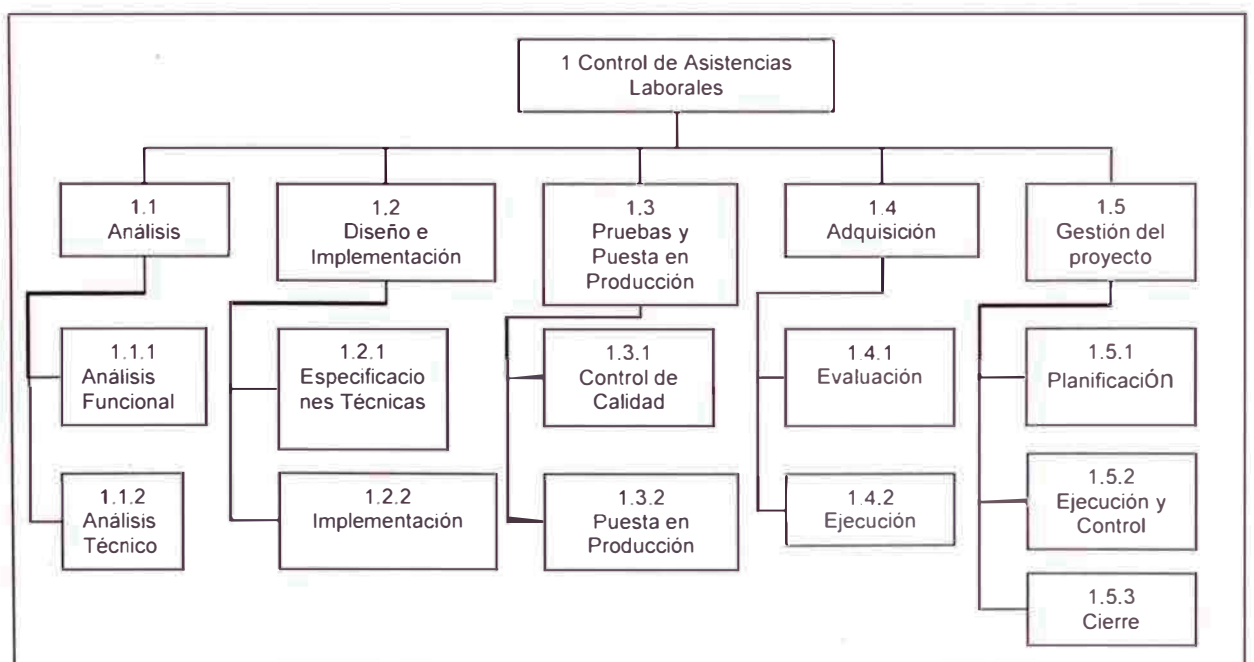 1 Control de Asistencias
Laborales
1.1
Análisis
1.2
Diseño e
Implementación
1.3
Pruebas y
Puesta en
Producción
1.4
Adquisición
1.5
Gestión del
proyecto
1.1.1
Análisis
Funcional
1.2.1
Especificacio
nes Técnicas
1.3.1
Control de
Calidad
1.4.1
Evaluación
1.5.1
Planificación
1.1.2
Análisis
Técnico
1.2.2
Implementación
1.3.2
Puesta en
Producción
1.4.2
Ejecución
1.5.2
Ejecución y
Control
1.5.3
Cierre